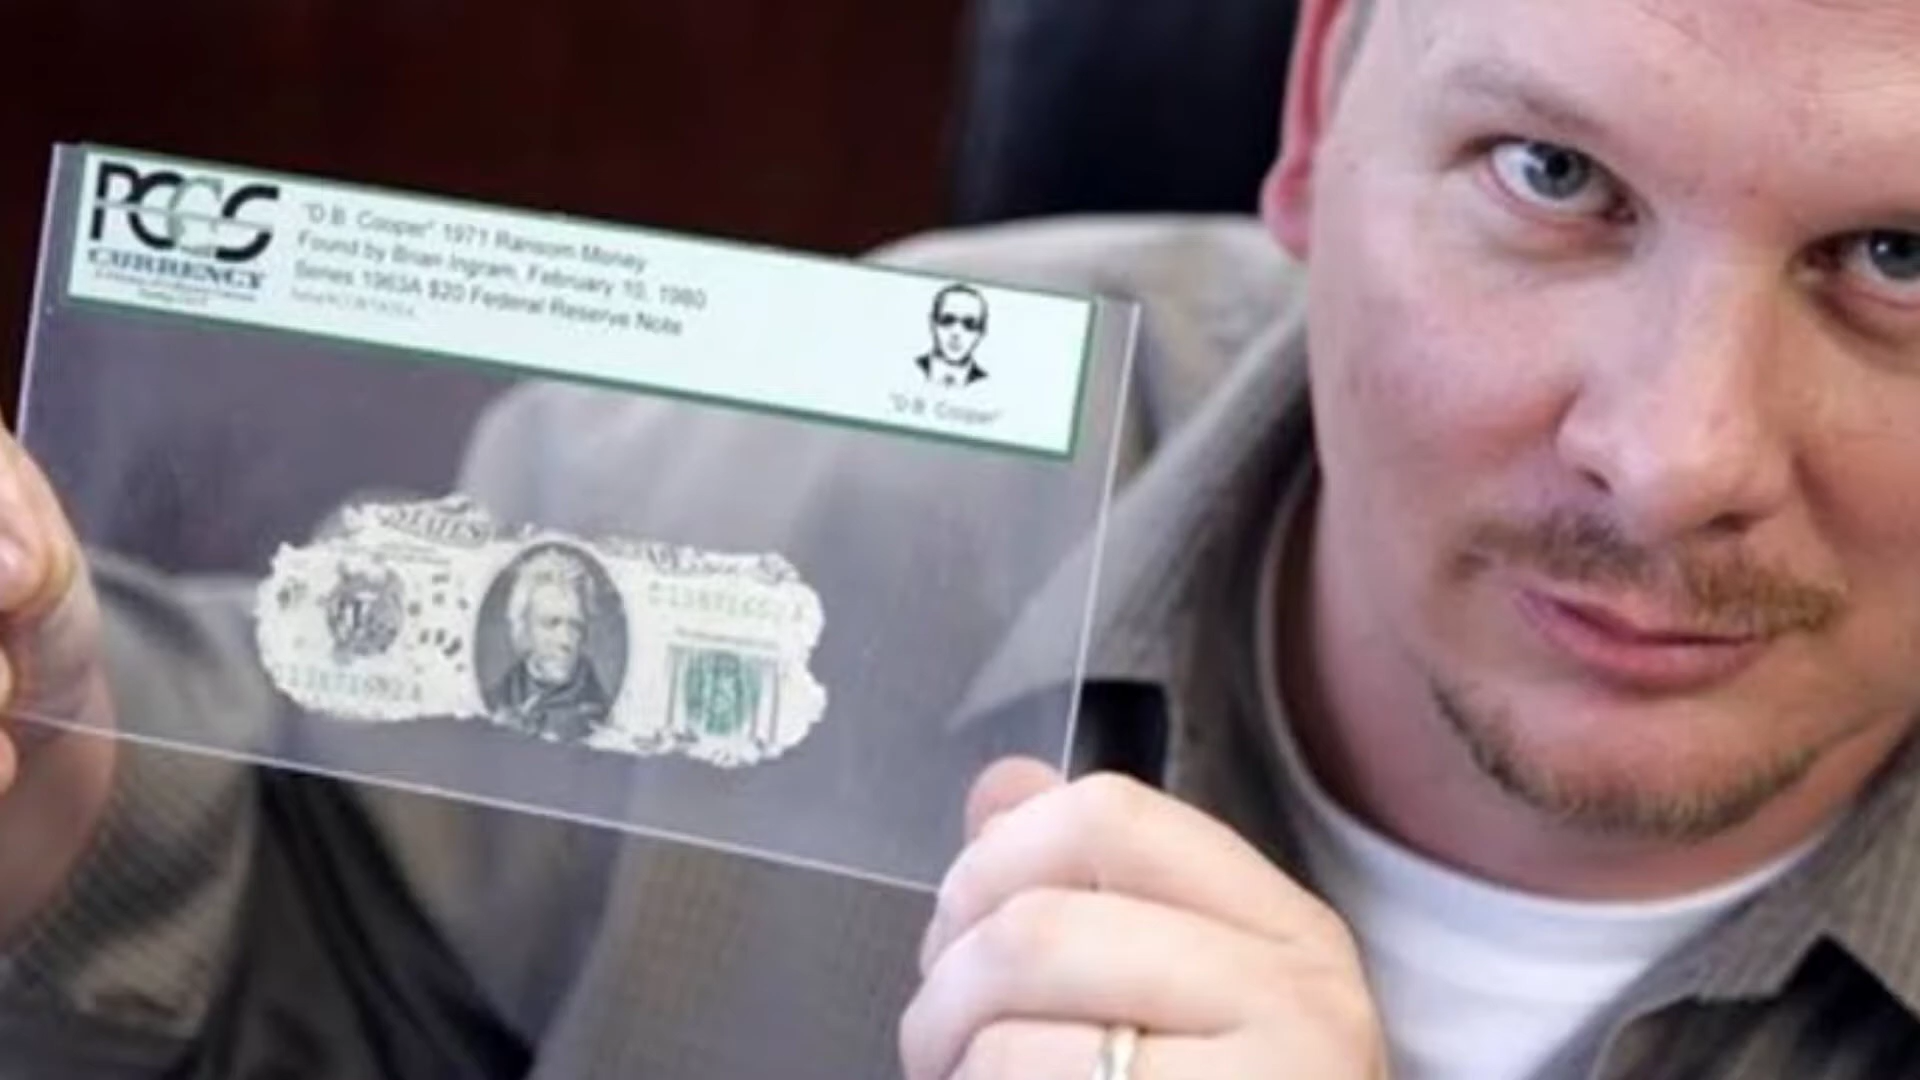 PCGS
CURRENCY
"D.B. Cooper" 1971 Ransom Money
Found by Brian Ingram, February 10, 1980
Series 1963A $20 Federal Reserve Note
"D.B. Cooper"
STATES